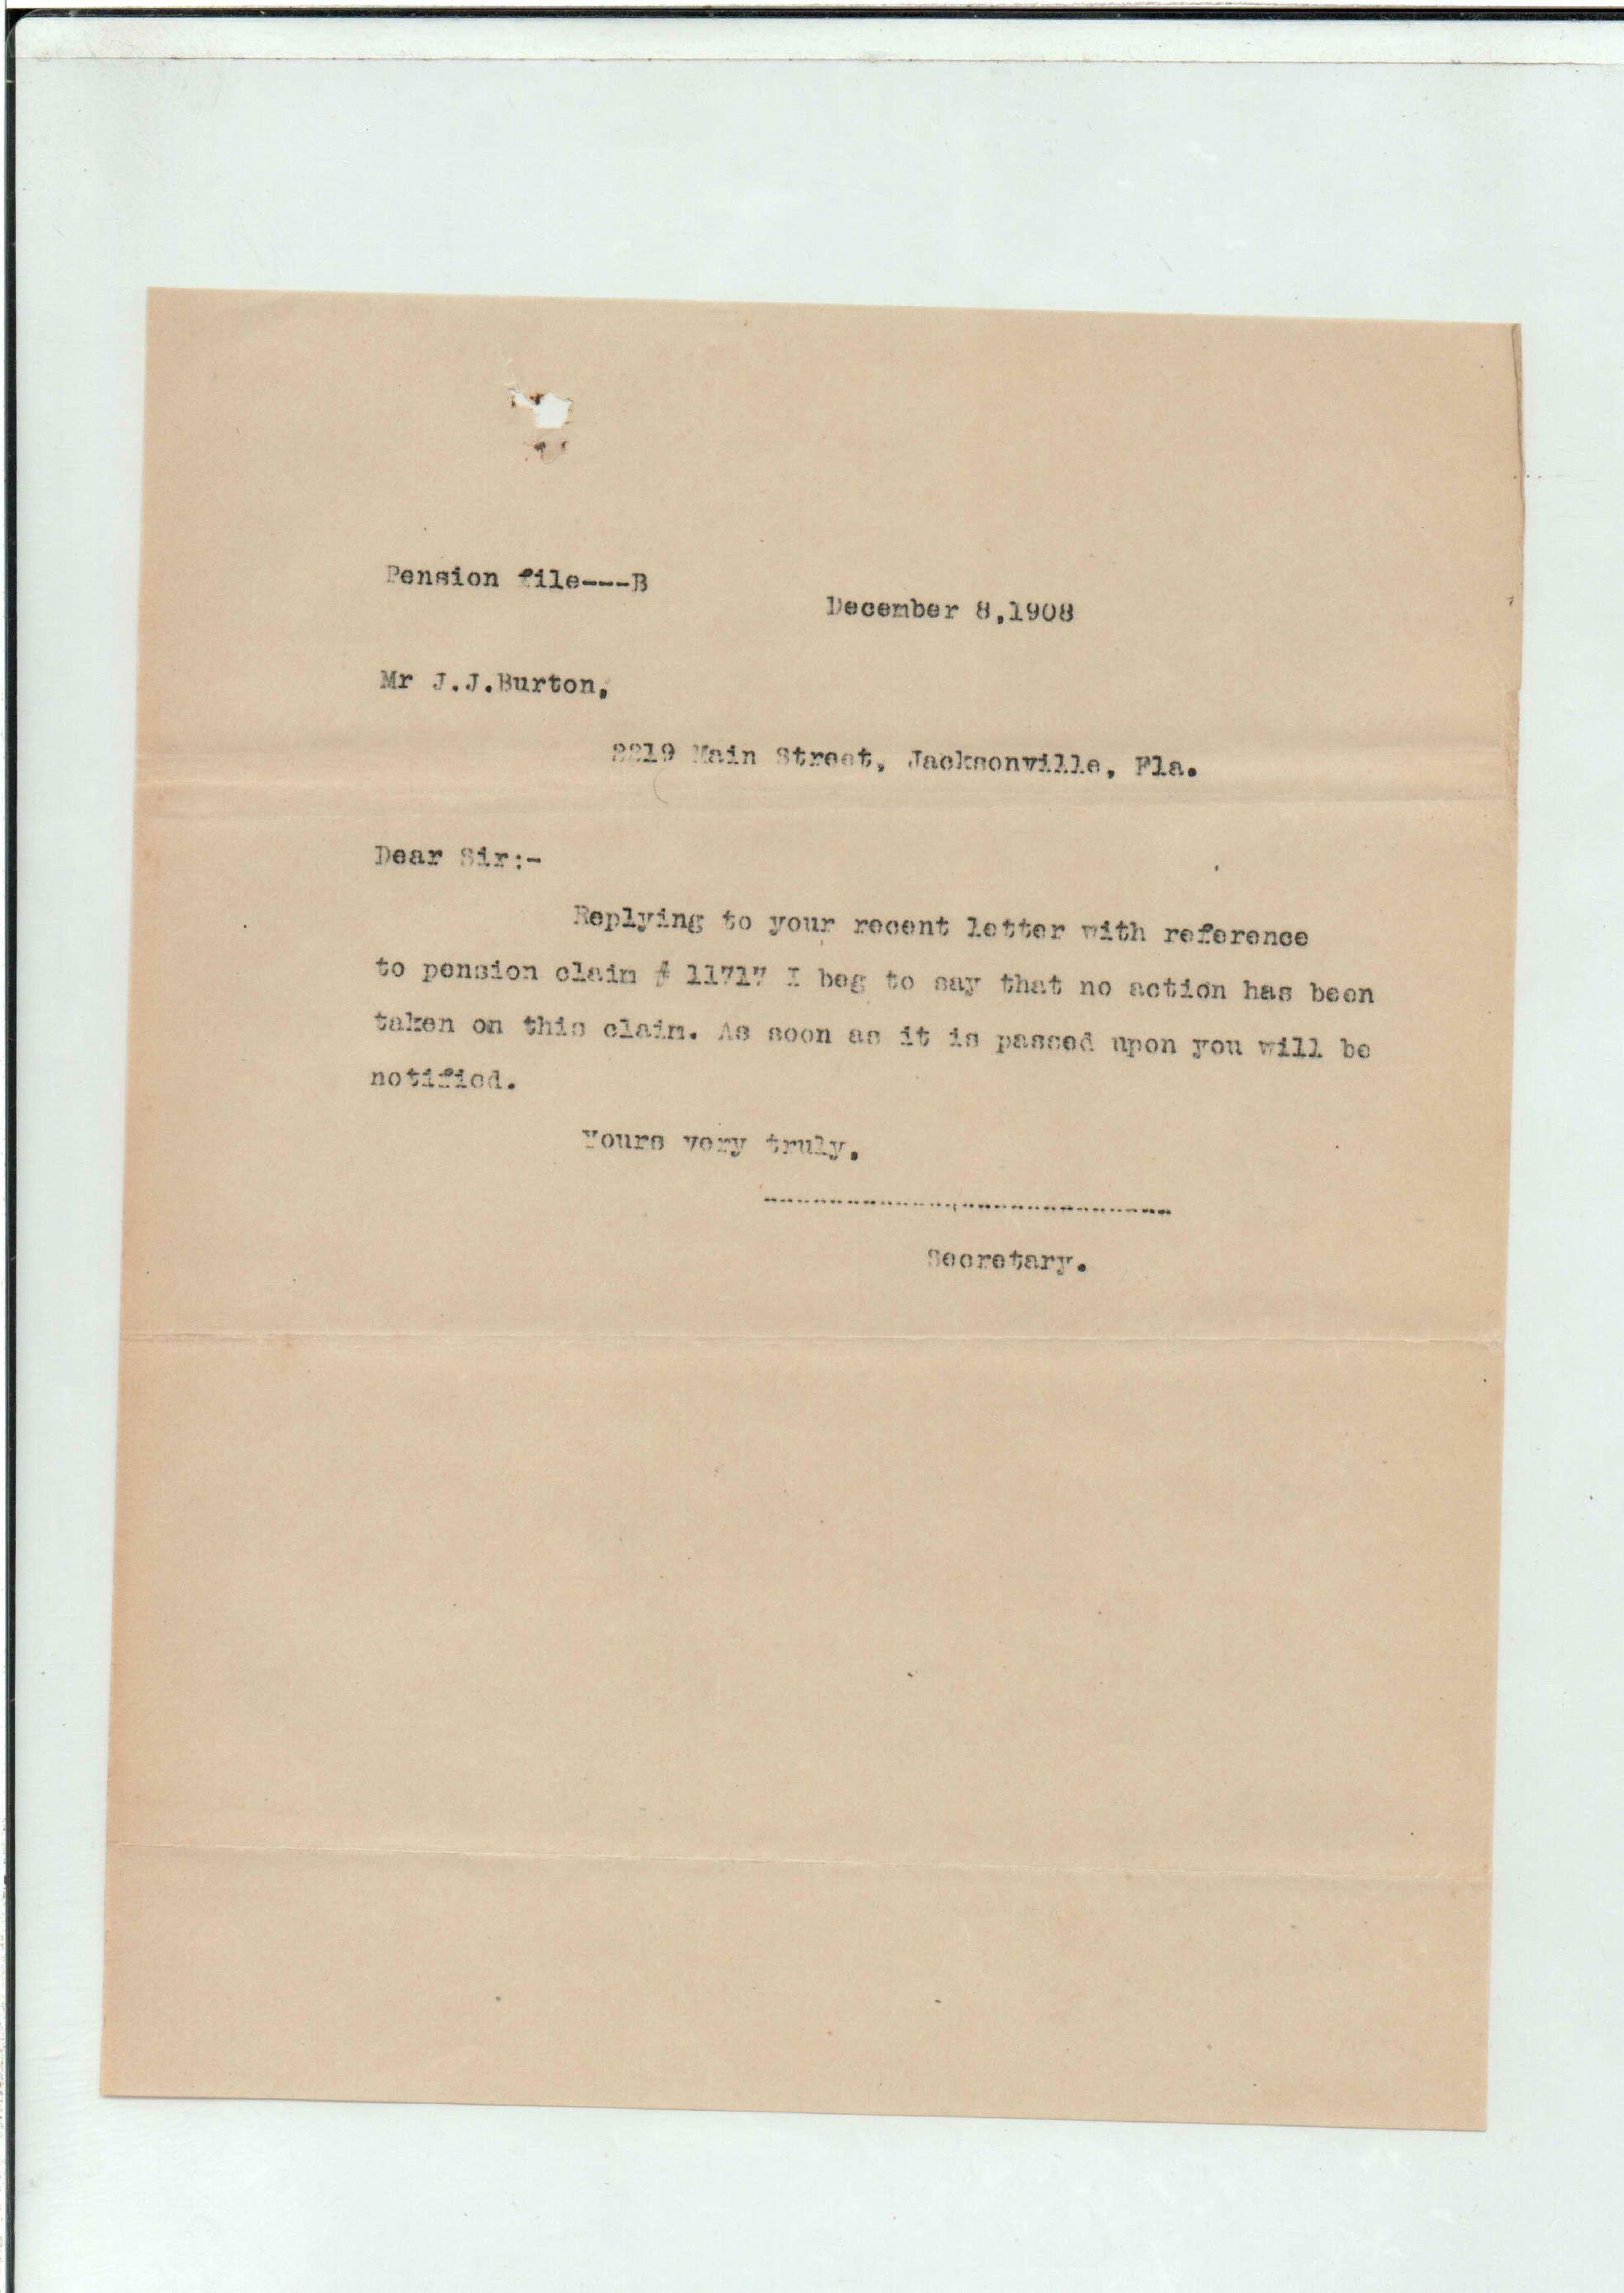 Pension file---B
December 8,1908
Mr J.J.Burton,
2219 Main Street, Jacksonville, Fla.
Dear Sir:-
Replying to your recent letter with reference
to pension claim # 11717 I beg to say that no action has been
taken on this claim. As soon as it is passed upon you will be
notified.
Yours very truly,
Secretary.